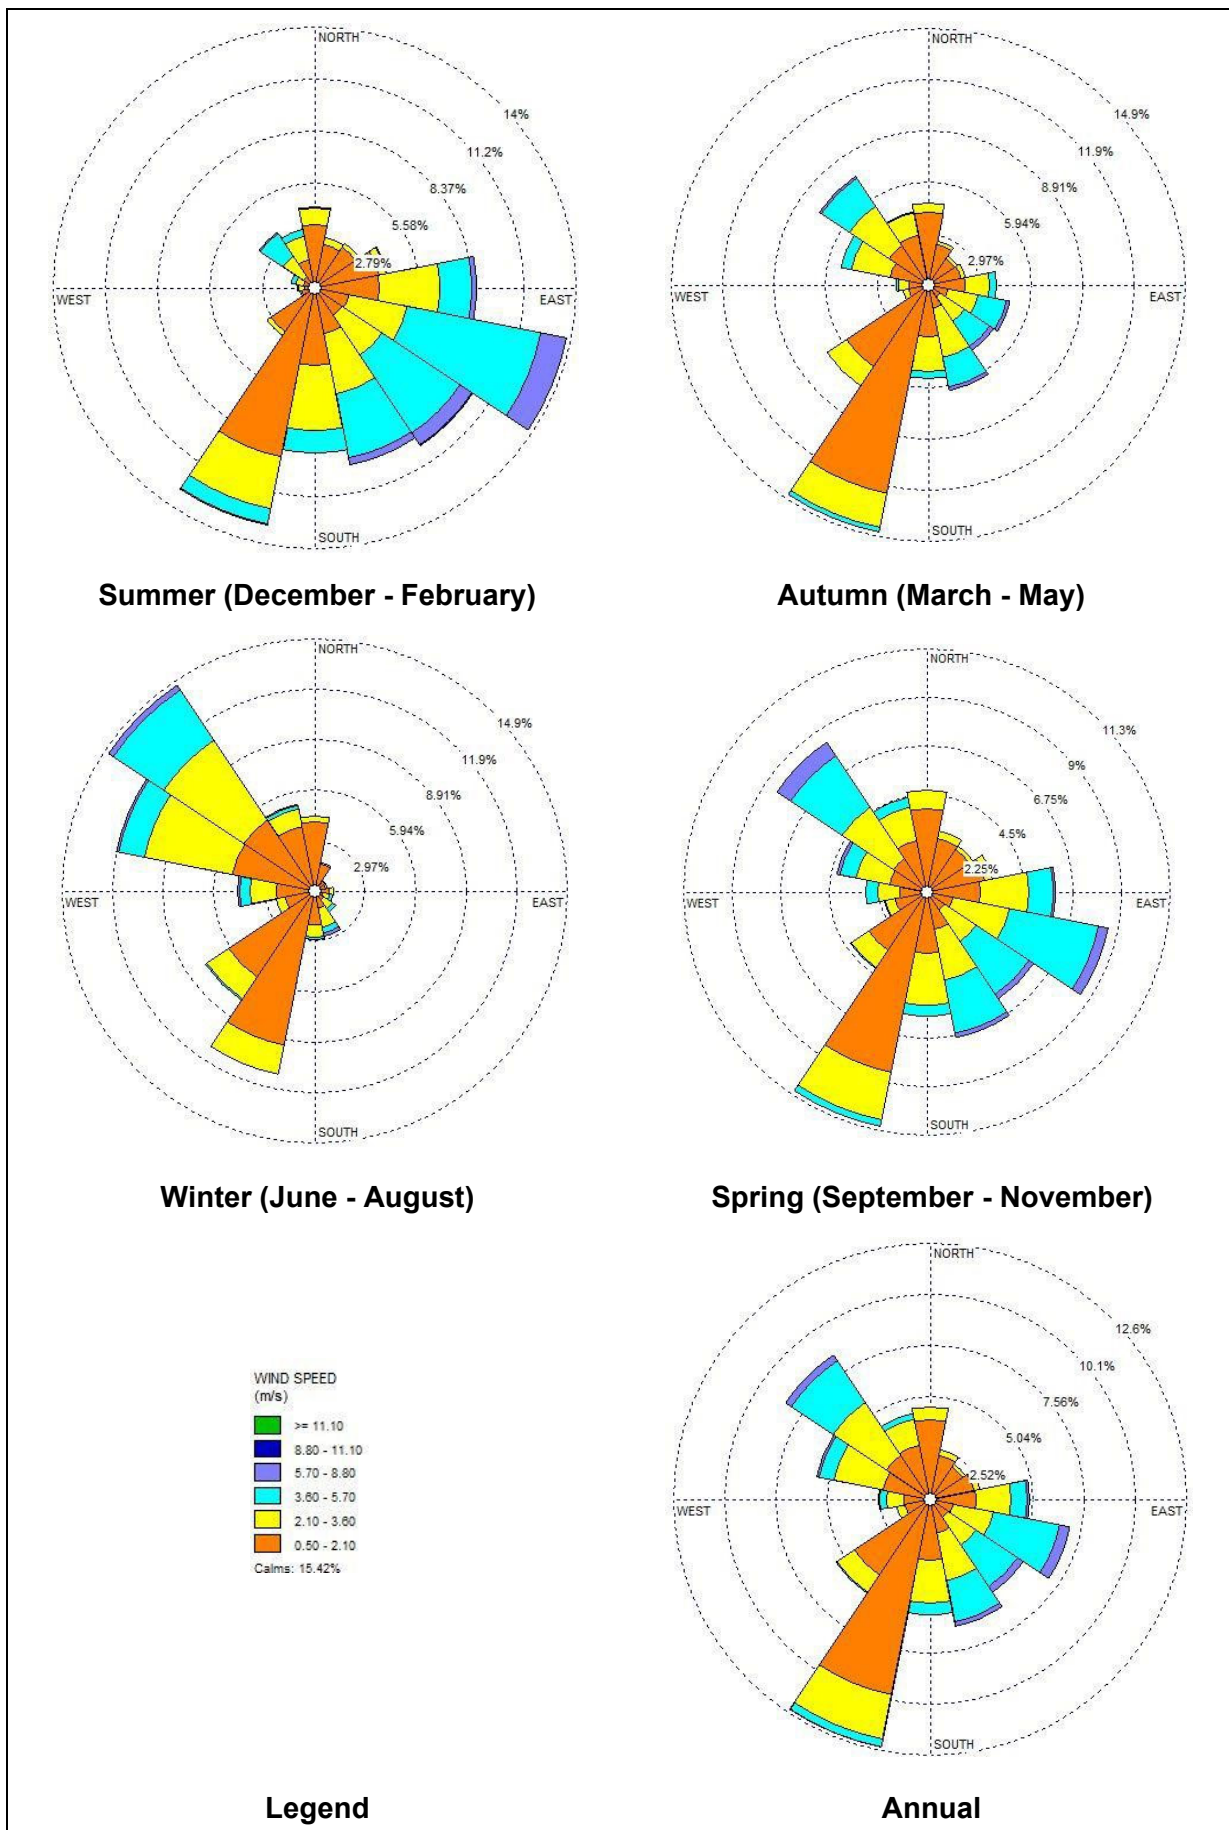 NORTH
14%
11.2%
8.37%
5.58%
2.79%
WEST
EAST
SOUTH
Summer (December - February)
NORTH
14.9%
11.9%
8.91%
5.94%
2.97%
WEST
EAST
SOUTH
Autumn (March - May)
NORTH
14.9%
11.9%
8.91%
5.94%
2.97%
WEST
EAST
SOUTH
Winter (June - August)
NORTH
11.3%
9%
6.75%
4.5%
2.25%
WEST
EAST
SOUTH
Spring (September - November)
WIND SPEED
(m/s)
>= 11.10
8.80 - 11.10
5.70 - 8.80
3.60 - 5.70
2.10 - 3.60
0.50 - 2.10
Calms: 15.42%
Legend
NORTH
12.6%
10.1%
7.56%
5.04%
2.52%
WEST
EAST
SOUTH
Annual